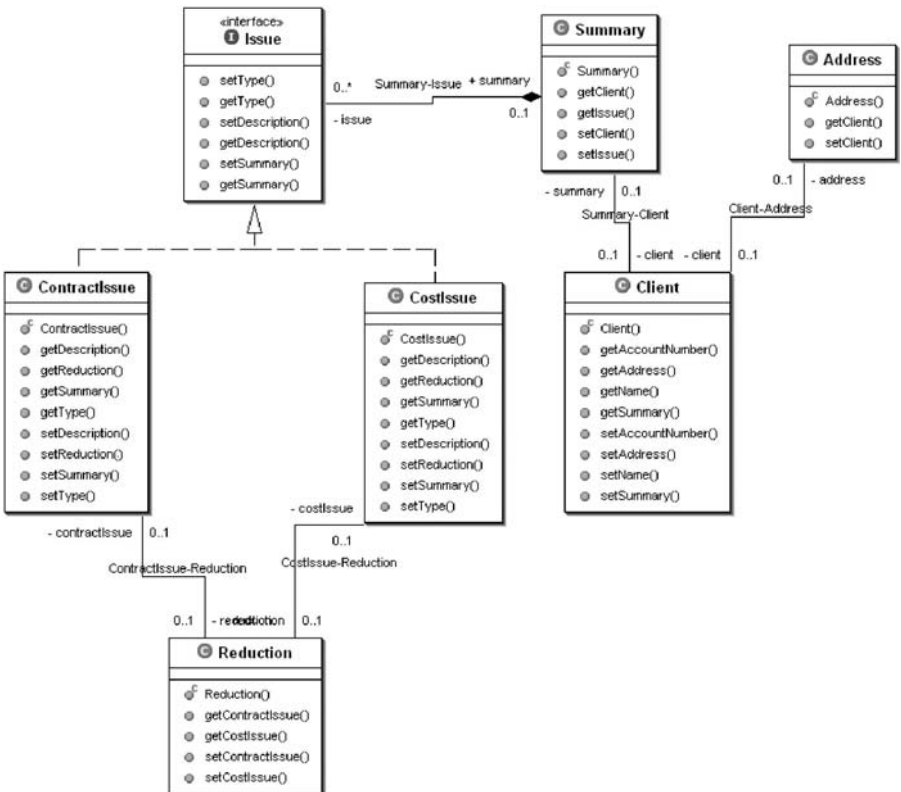 «interface»
I Issue
setType()
getType()
setDescription()
getDescription()
setSummary()
getSummary()
0..*
Summary-Issue
+ summary
- issue
0..1
C Summary
C Summary()
getClient()
getIssue()
setClient()
setIssue()
C Address
C Address()
getClient()
setClient()
- summary
0..1
Summary-Client
0..1
- address
Client-Address
0..1
- client
- client
0..1
C ContractIssue
C ContractIssue()
getDescription()
getReduction()
getSummary()
getType()
setDescription()
setReduction()
setSummary()
setType()
C CostIssue
C CostIssue()
getDescription()
getReduction()
getSummary()
getType()
setDescription()
setReduction()
setSummary()
setType()
C Client
C Client()
getAccountNumber()
getAddress()
getName()
getSummary()
setAccountNumber()
setAddress()
setName()
setSummary()
- contractIssue
0..1
ContractIssue-Reduction
- costIssue
0..1
CostIssue-Reduction
0..1
0..1
C Reduction
C Reduction()
getContractIssue()
getCostIssue()
setContractIssue()
setCostIssue()